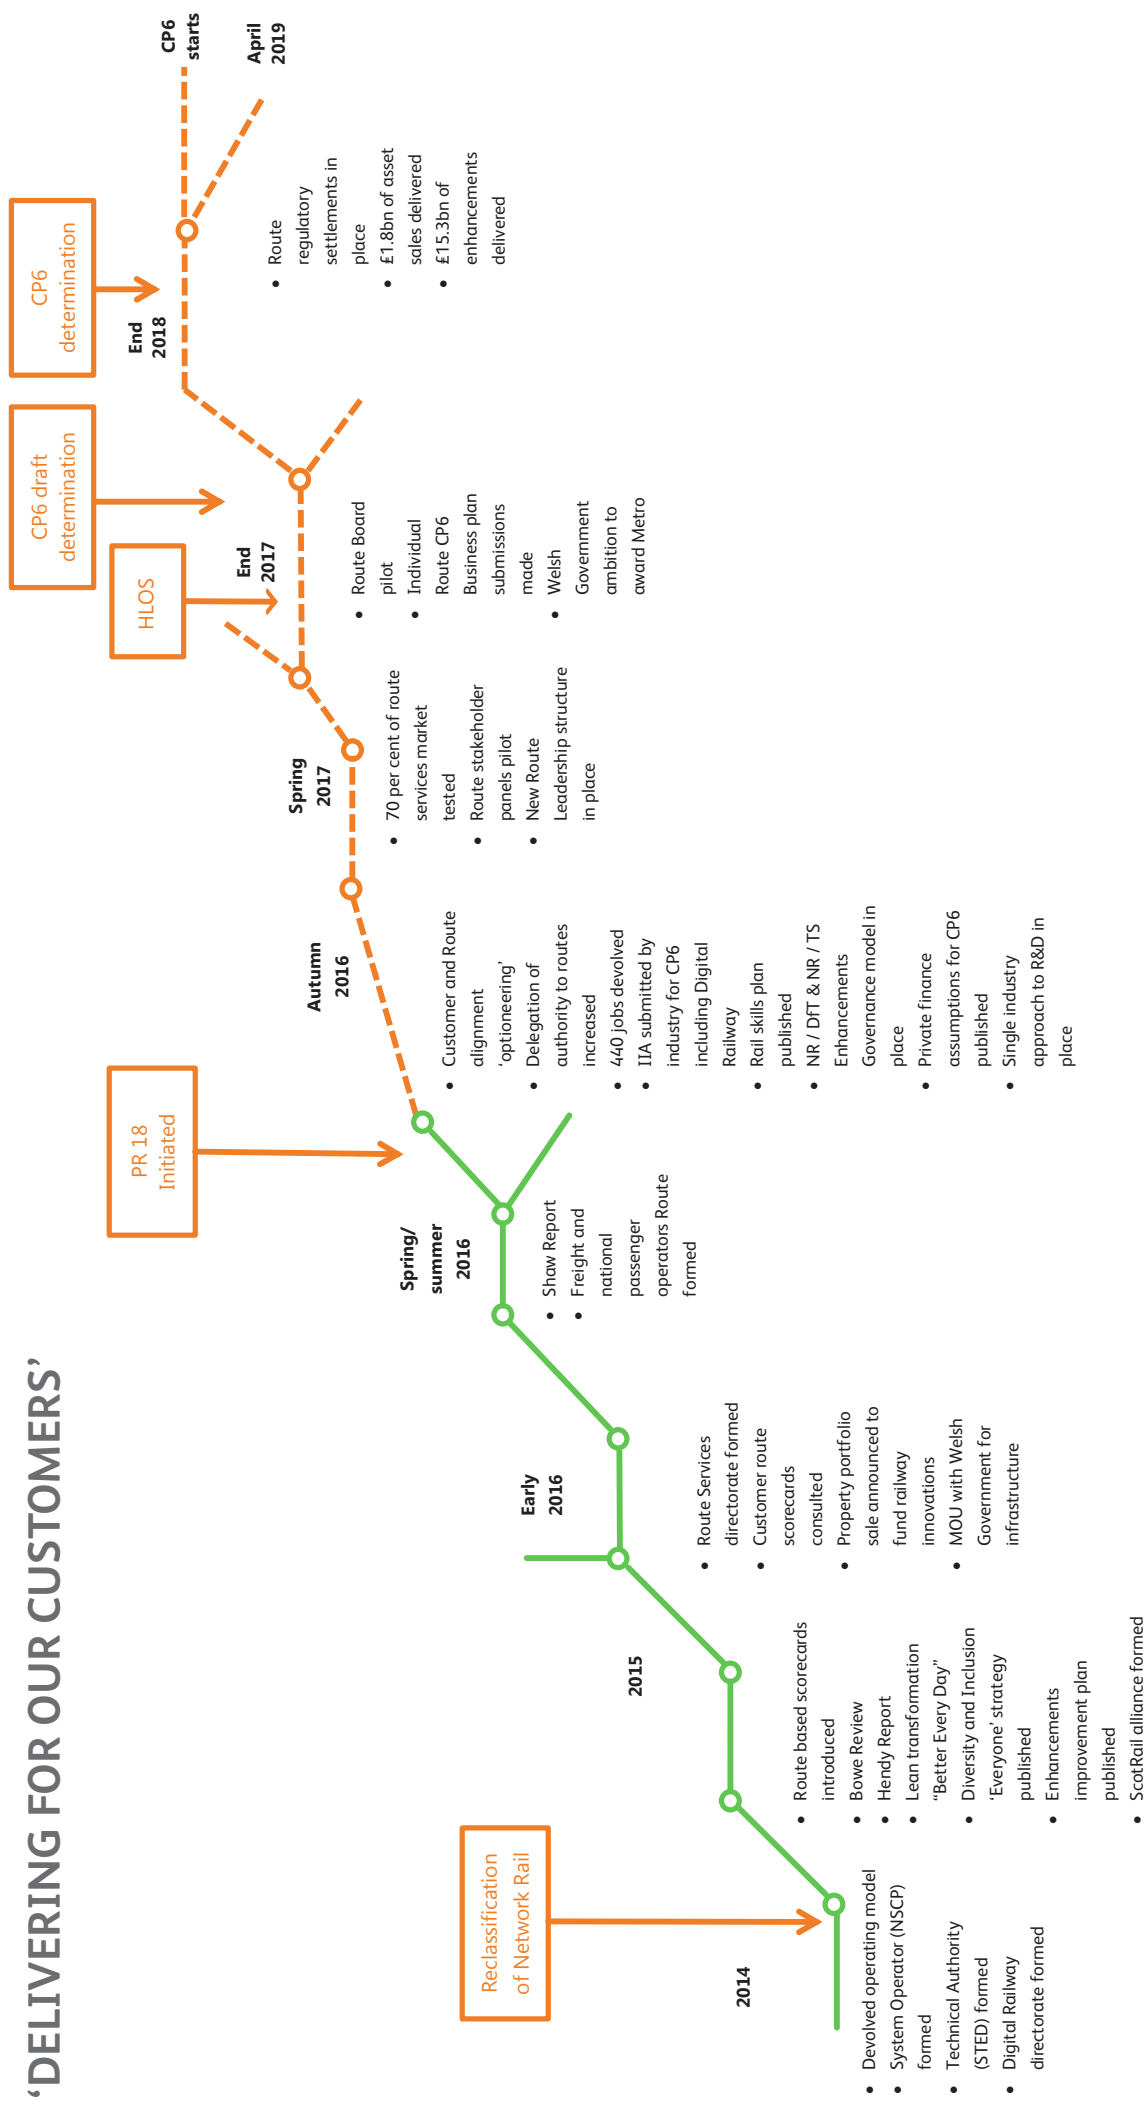 ‘DELIVERING FOR OUR CUSTOMERS’
Reclassification
of Network Rail
PR 18
Initiated
HLOS
CP6 draft
determination
CP6
determination
2014
• Devolved operating model
• System Operator (NSCP)
formed
• Technical Authority
(STED) formed
• Digital Railway
directorate formed
2015
• Route based scorecards
introduced
• Bowe Review
• Hendy Report
• Lean transformation
“Better Every Day”
• Diversity and Inclusion
‘Everyone’ strategy
published
• Enhancements
improvement plan
published
• ScotRail alliance formed
Early
2016
• Route Services
directorate formed
• Customer route
scorecards
consulted
• Property portfolio
sale announced to
fund railway
innovations
• MOU with Welsh
Government for
infrastructure
Spring/
summer
2016
• Shaw Report
• Freight and
national
passenger
operators Route
formed
Autumn
2016
• Customer and Route
alignment
‘optioneering’
• Delegation of
authority to routes
increased
• 440 jobs devolved
• IIA submitted by
industry for CP6
including Digital
Railway
• Rail skills plan
published
• NR / DfT & NR / TS
Enhancements
Governance model in
place
• Private finance
assumptions for CP6
published
• Single industry
approach to R&D in
place
Spring
2017
• 70 per cent of route
services market
tested
• Route stakeholder
panels pilot
• New Route
Leadership structure
in place
End
2017
• Route Board
pilot
• Individual
Route CP6
Business plan
submissions
made
• Welsh
Government
ambition to
award Metro
End
2018
• Route
regulatory
settlements in
place
• £1.8bn of asset
sales delivered
• £15.3bn of
enhancements
delivered
CP6
starts
April
2019